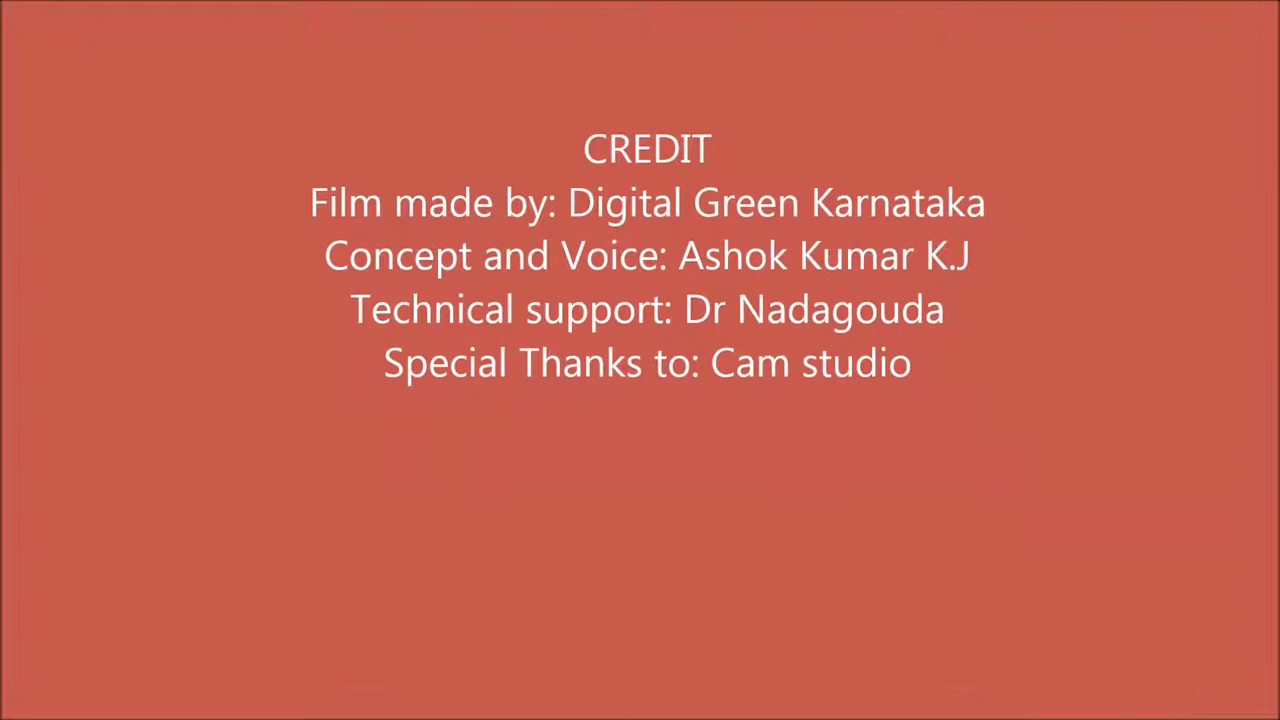 CREDIT
Film made by: Digital Green Karnataka
Concept and Voice: Ashok Kumar K.J
Technical support: Dr Nadagouda
Special Thanks to: Cam studio